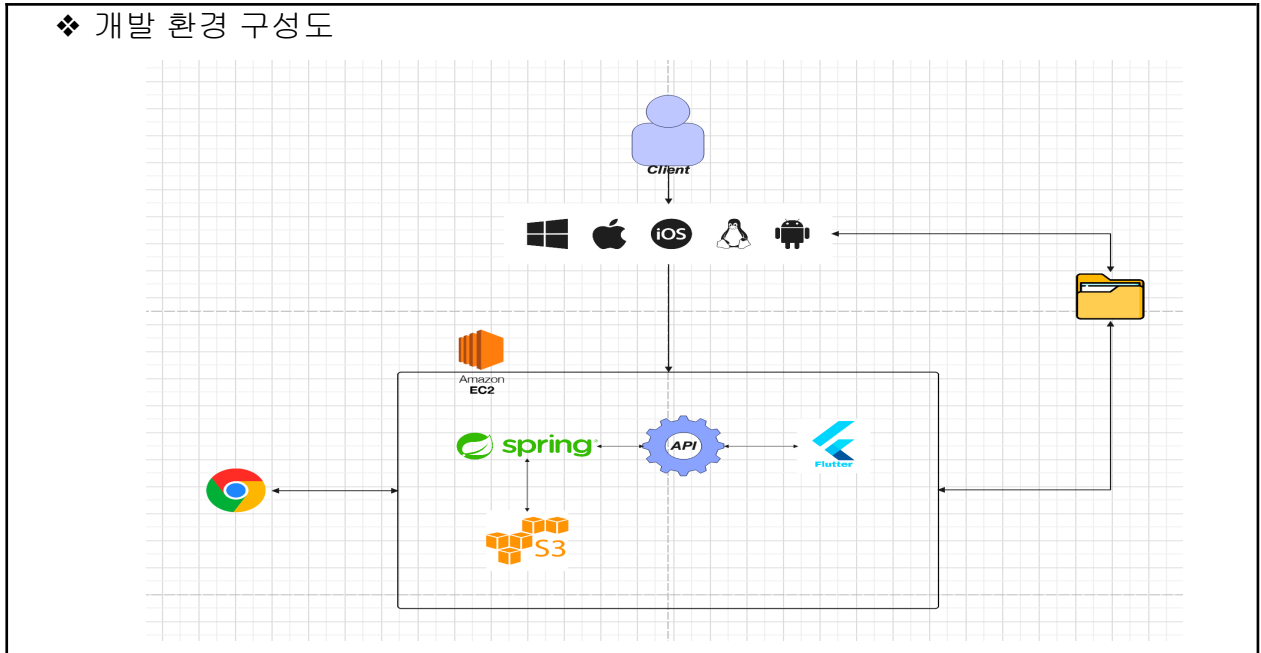 ❖ 개발 환경 구성도
Client
iOS
Amazon
EC2
spring
API
Flutter
S3